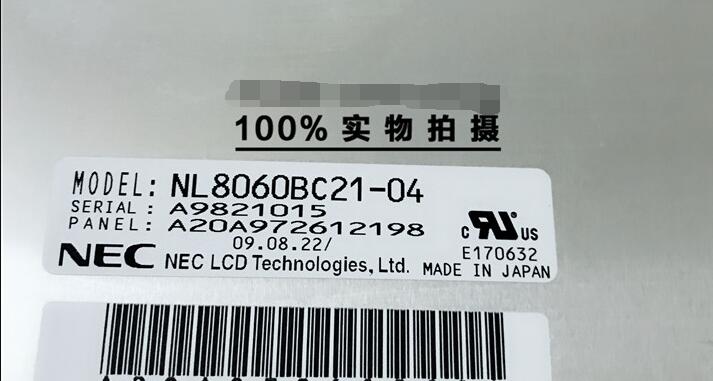 100% 实物拍摄
MODEL: NL8060BC21-04
SERIAL: A9821015
PANEL: A20A972612198
09.08.22/
NEC NEC LCD Technologies, Ltd.
c RU US
E170632
MADE IN JAPAN